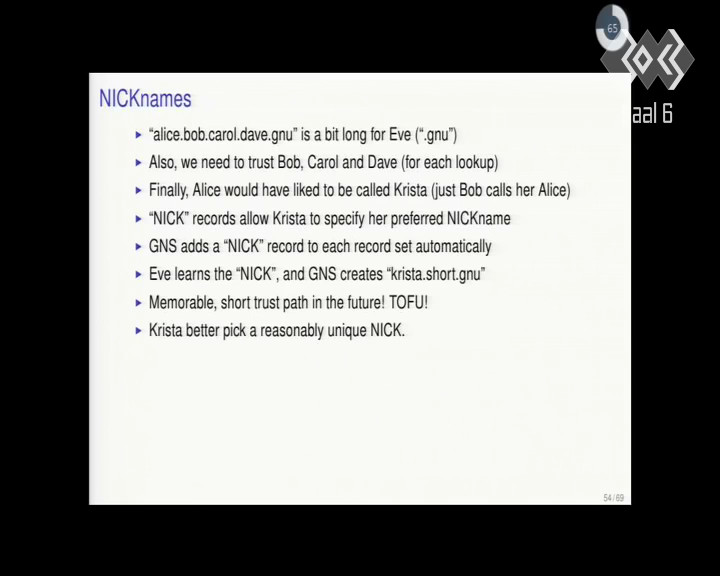 65
aal 6
NICKnames
"alice.bob.carol.dave.gnu" is a bit long for Eve (".gnu")
Also, we need to trust Bob, Carol and Dave (for each lookup)
Finally, Alice would have liked to be called Krista (just Bob calls her Alice)
"NICK" records allow Krista to specify her preferred NICKname
GNS adds a "NICK" record to each record set automatically
Eve learns the "NICK", and GNS creates "krista.short.gnu"
Memorable, short trust path in the future! TOFU!
Krista better pick a reasonably unique NICK.
54 / 69